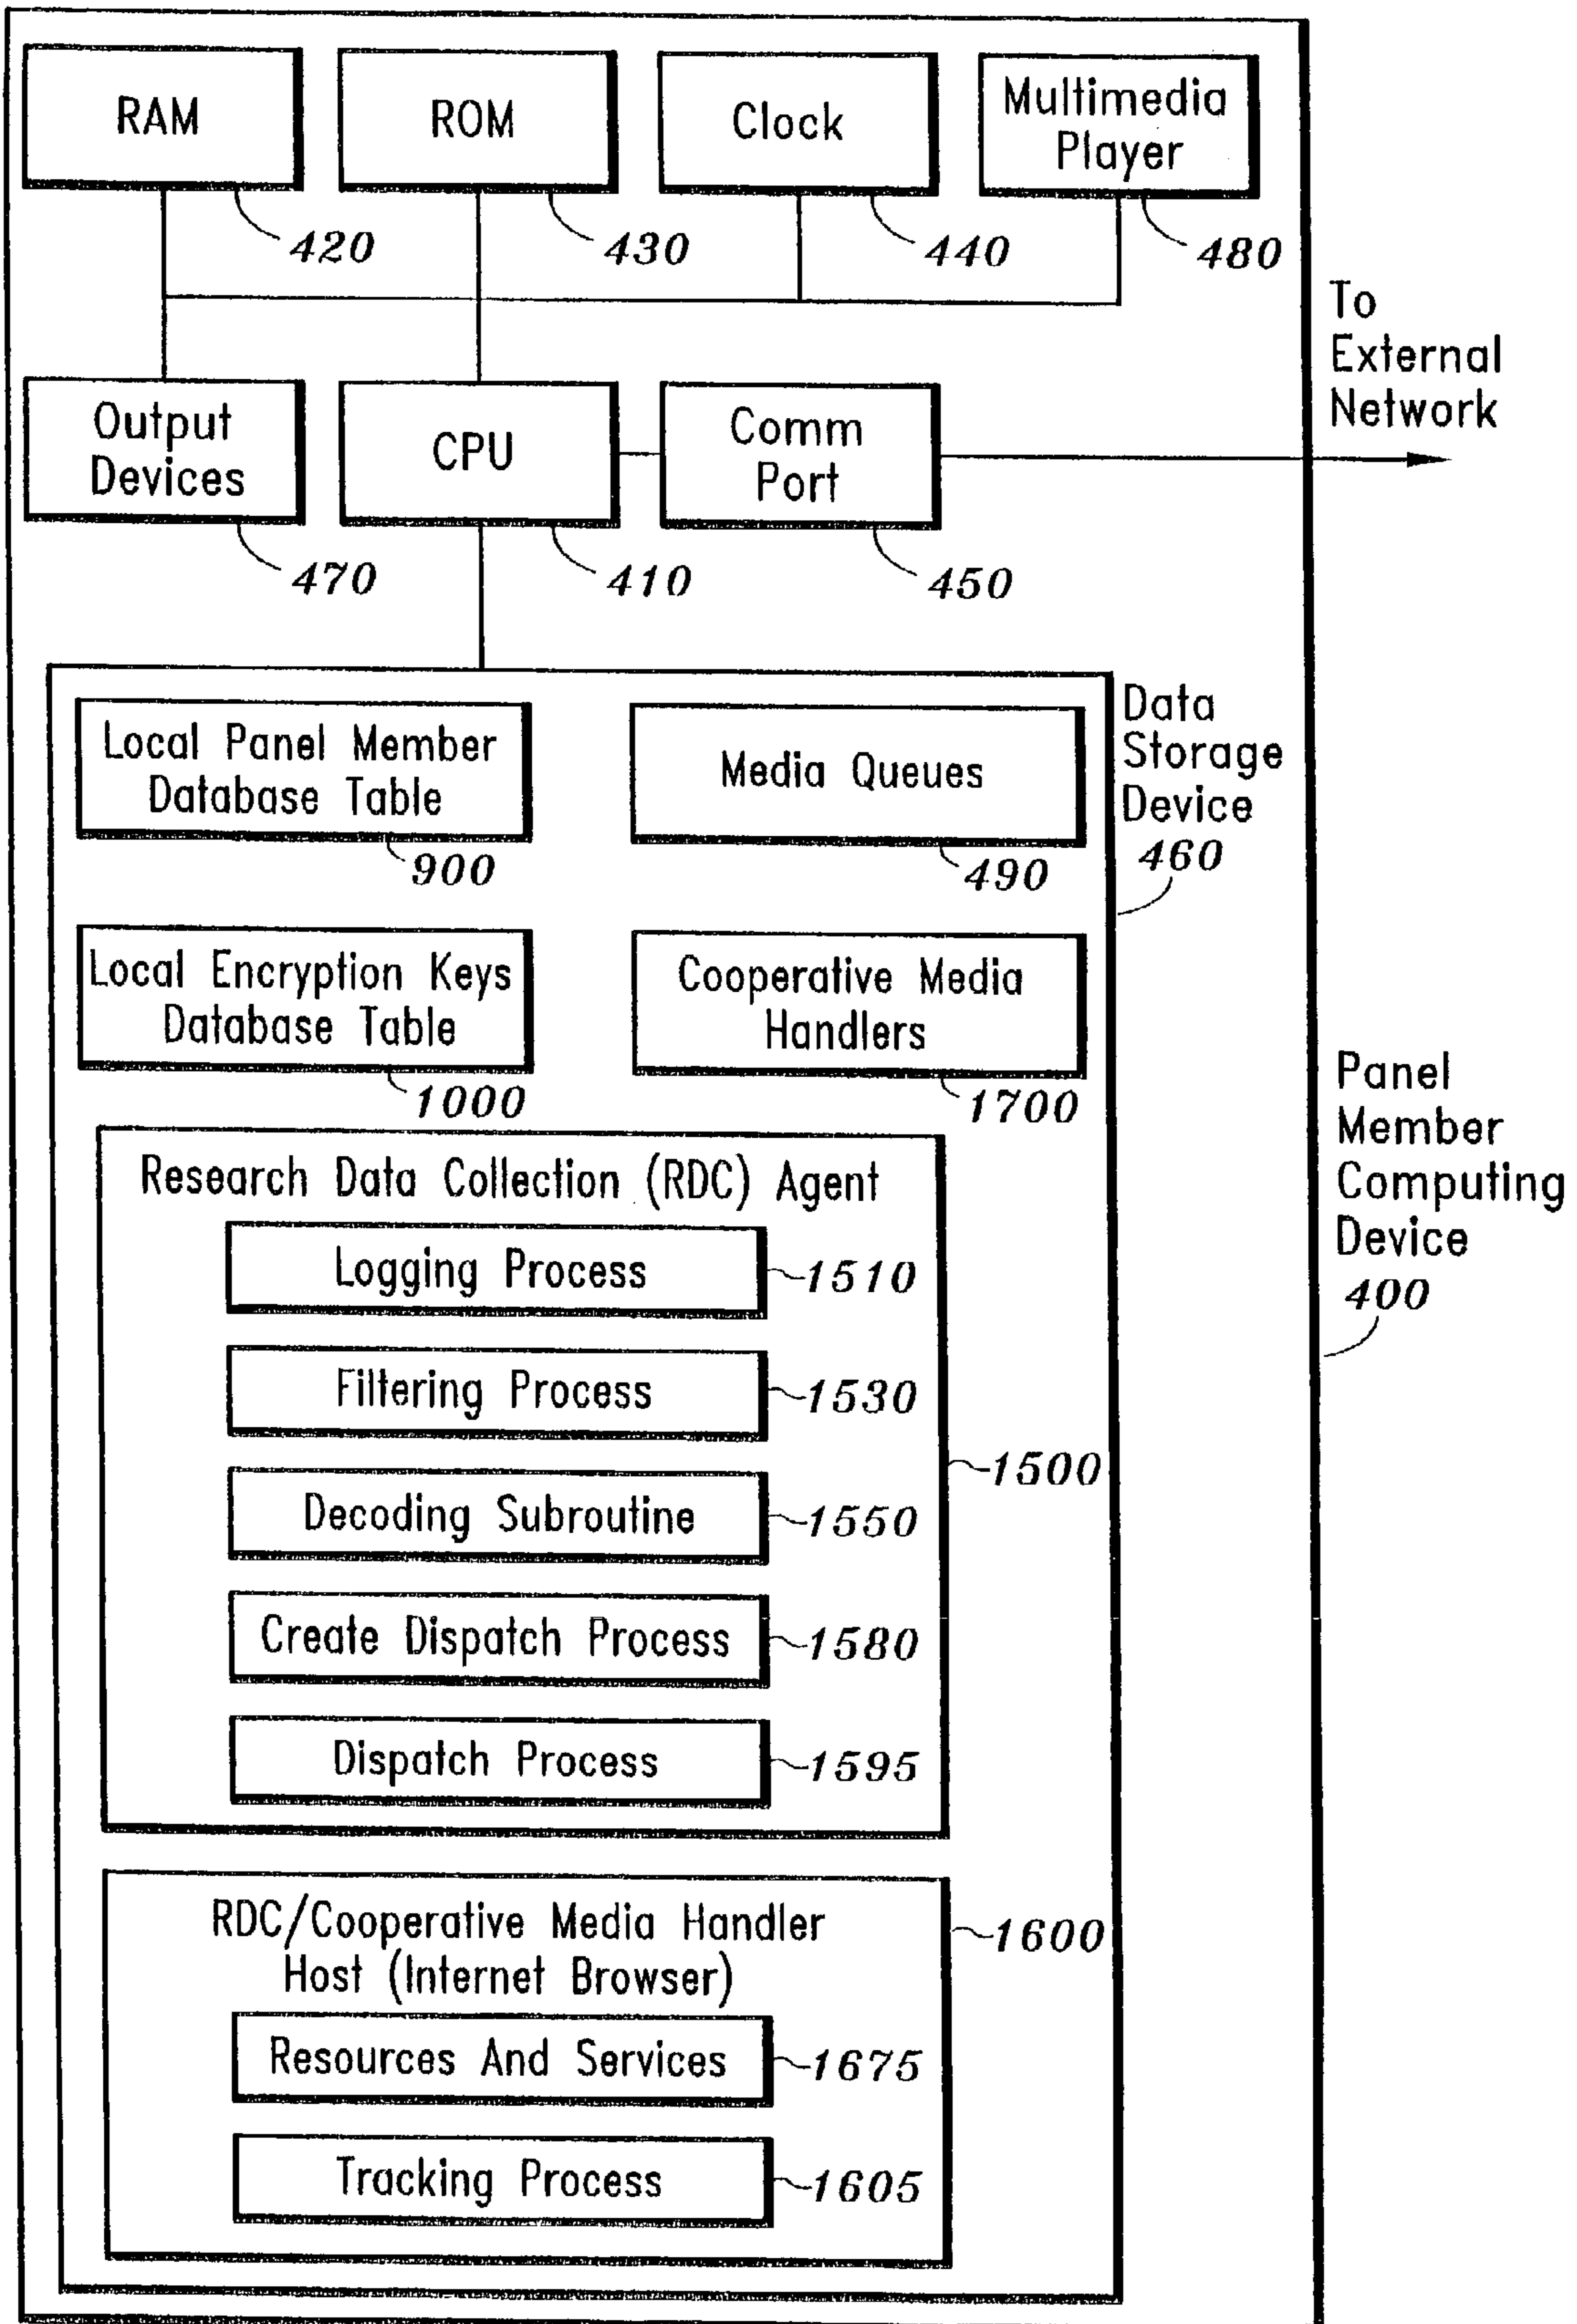 RAM
ROM
Clock
Multimedia
Player
420
430
440
480
To
External
Network
Output
Devices
CPU
Comm
Port
470
410
450
Data
Storage
Device
460
Local Panel Member
Database Table
900
Media Queues
490
Local Encryption Keys
Database Table
1000
Cooperative Media
Handlers
1700
Panel
Member
Computing
Device
400
Research Data Collection (RDC) Agent
Logging Process
1510
Filtering Process
1530
1500
Decoding Subroutine
1550
Create Dispatch Process
1580
Dispatch Process
1595
RDC/Cooperative Media Handler
Host (Internet Browser)
1600
Resources And Services
1675
Tracking Process
1605